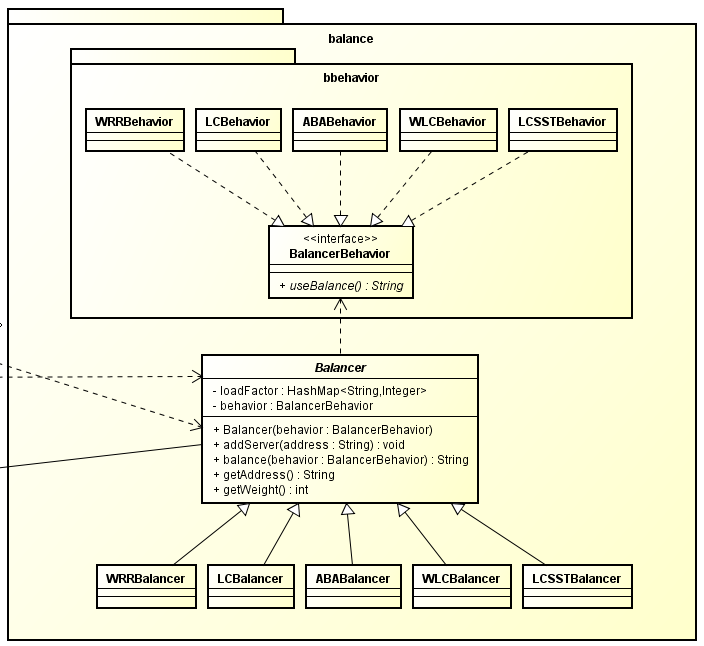 balance
bbehavior
WRRBehavior
LCBehavior
ABABehavior
WLCBehavior
LCSSTBehavior
<<interface>>
BalancerBehavior
+ useBalance() : String
Balancer
- loadFactor : HashMap<String,Integer>
- behavior : BalancerBehavior
+ Balancer(behavior : BalancerBehavior)
+ addServer(address : String) : void
+ balance(behavior : BalancerBehavior) : String
+ getAddress() : String
+ getWeight() : int
WRRBalancer
LCBalancer
ABABalancer
WLCBalancer
LCSSTBalancer